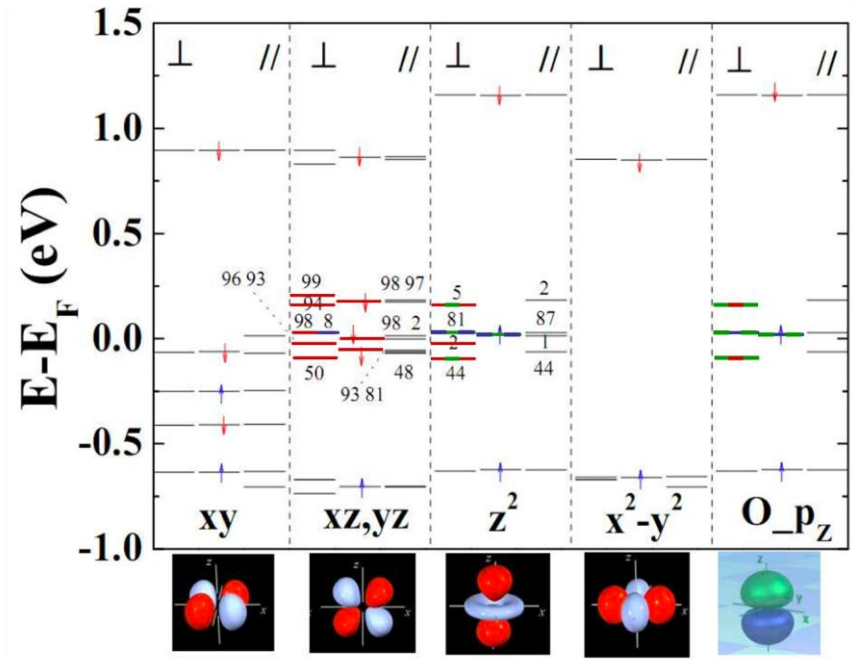 E-E_F (eV)
1.5
1.0
0.5
0.0
-0.5
-1.0
⊥ //
⊥ //
⊥ //
⊥ //
⊥ //
96 93
99
94
98 8
50
98 97
98 2
48
93 81
5
81
2
44
2
87
1
44
xy
xz,yz
z²
x²-y²
O_p_z
z
x
z
x
z
x
z
x
z
y
x